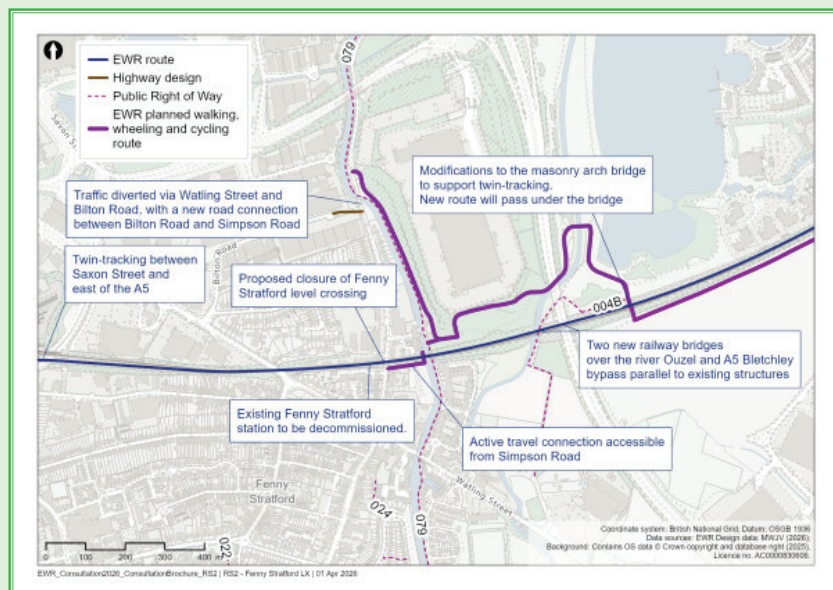 EWR route
Highway design
Public Right of Way
EWR planned walking,
wheeling and cycling
route
079
Saxon Street
Modifications to the masonry arch bridge
to support twin-tracking.
New route will pass under the bridge
Traffic diverted via Watling Street and
Bilton Road, with a new road connection
between Bilton Road and Simpson Road
Bilton Road
Twin-tracking between
Saxon Street and
east of the A5
Proposed closure of Fenny
Stratford level crossing
004B
Two new railway bridges
over the river Ouzel and A5 Bletchley
bypass parallel to existing structures
Existing Fenny Stratford
station to be decommissioned.
Active travel connection accessible
from Simpson Road
Fenny
Stratford
Watling Street
024
079
022
0 100 200 300 400 m
Coordinate system: British National Grid, Datum: OSGB 1936
Data sources: EWR Design data: MWJV (2026);
Background: Contains OS data © Crown copyright and database right (2025),
Licence no. AC0000830606.
EWR_Consultation2026_ConsultationBrochure_RS2 | RS2 - Fenny Stratford LX | 01 Apr 2026